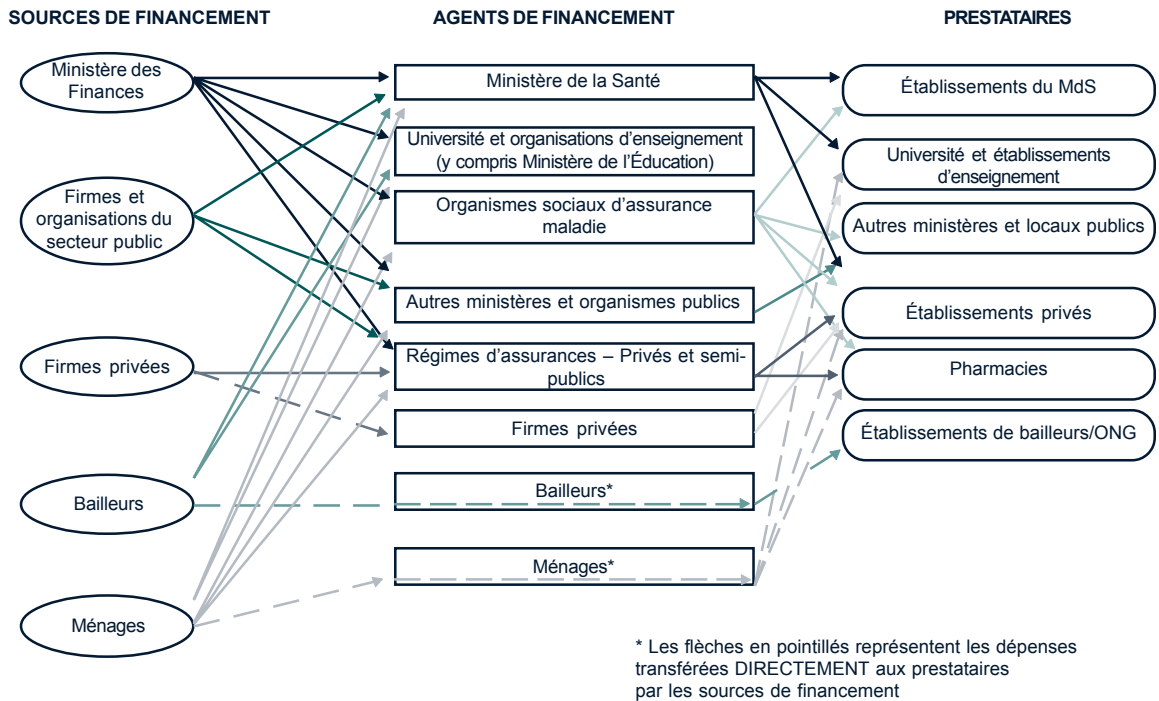 SOURCES DE FINANCEMENT
AGENTS DE FINANCEMENT
PRESTATAIRES
Ministère des
Finances
Firmes et
organisations du
secteur public
Firmes privées
Bailleurs
Ménages
Ministère de la Santé
Université et organisations d'enseignement
(y compris Ministère de l'Éducation)
Organismes sociaux d'assurance
maladie
Autres ministères et organismes publics
Régimes d'assurances – Privés et semi-
publics
Firmes privées
Bailleurs*
Ménages*
Établissements du MdS
Université et établissements
d'enseignement
Autres ministères et locaux publics
Établissements privés
Pharmacies
Établissements de bailleurs/ONG
* Les flèches en pointillés représentent les dépenses
transférées DIRECTEMENT aux prestataires
par les sources de financement